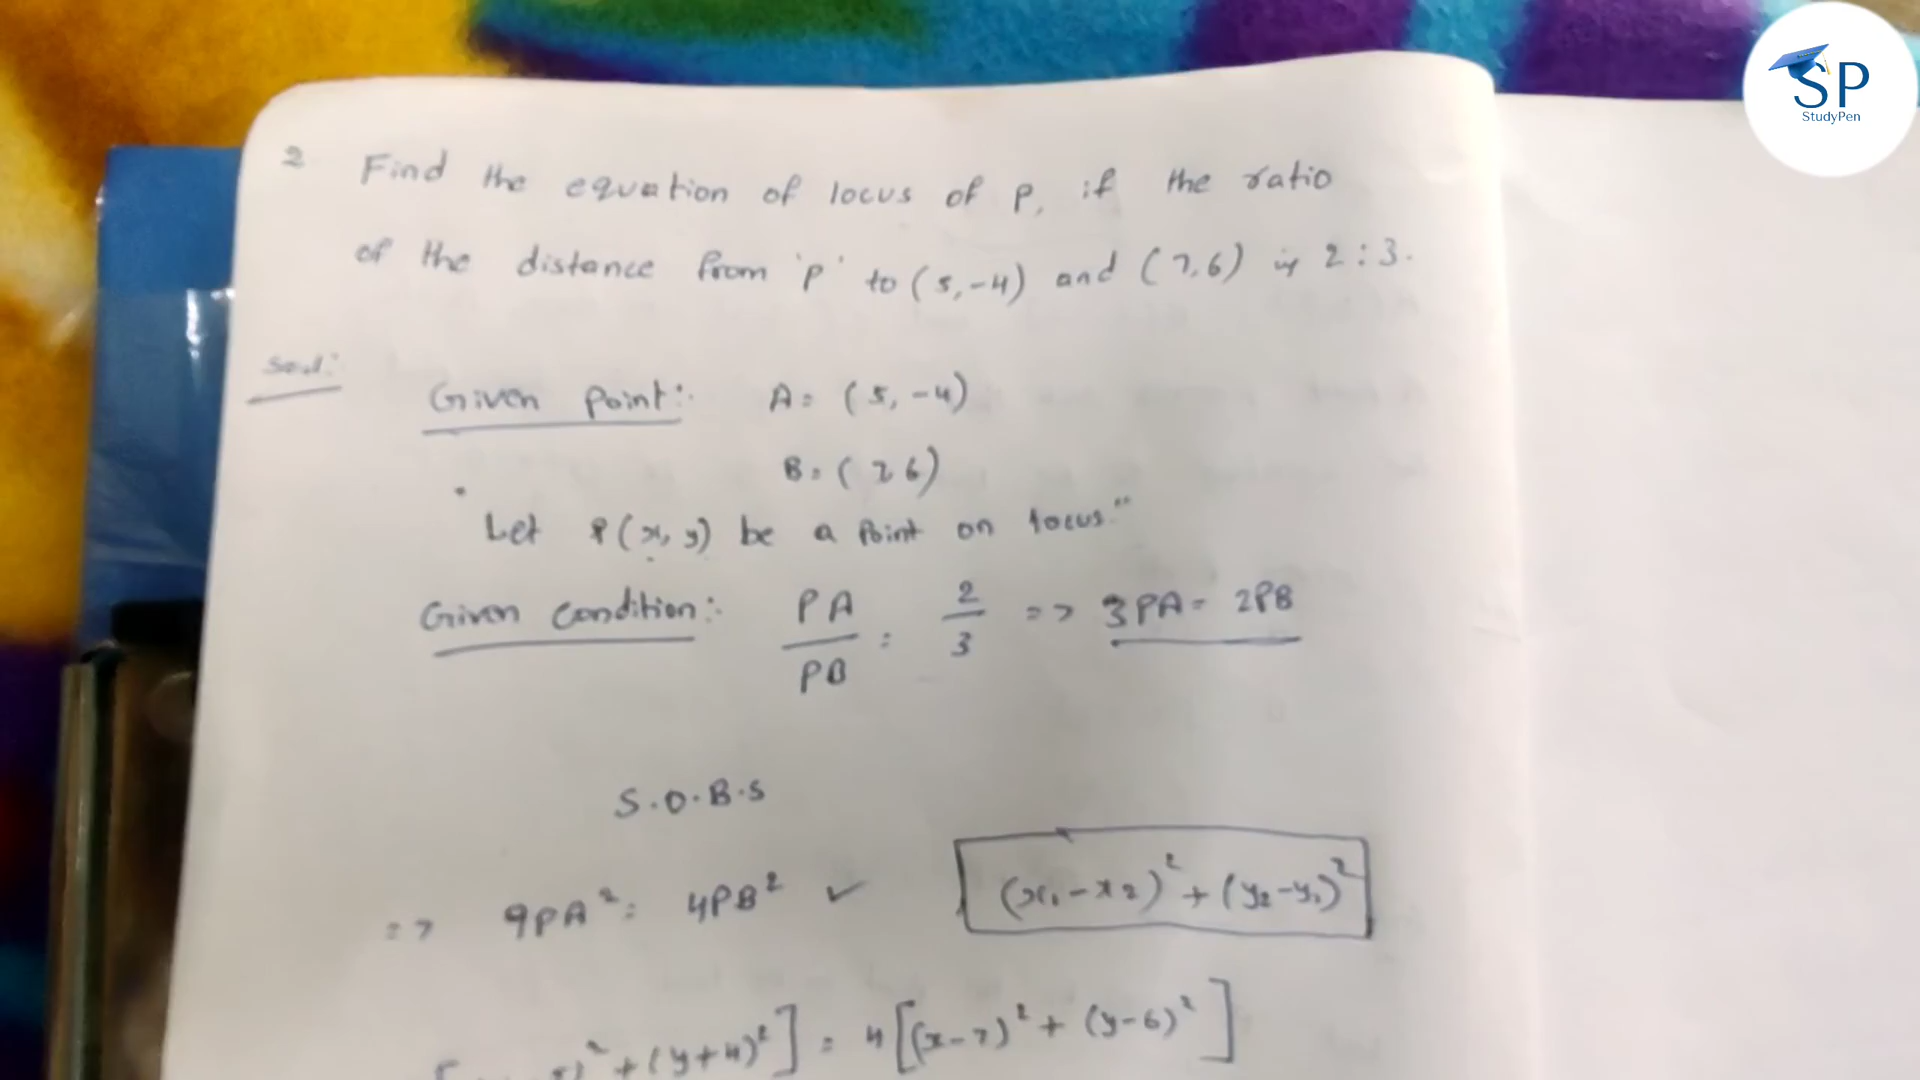 SP
StudyPen
2 Find the equation of locus of P, if the ratio
of the distance from 'P' to (5,-4) and (7,6) is 2:3.
Sol:
Given Point:. A = (5, -4)
B = (7 6)
Let P(x, y) be a point on locus."
Given Condition:. PA/PB = 2/3 => 3PA = 2PB
S.O.B.S
=> 9PA² = 4PB² ✓ (x₁-x₂)² + (y₂-y₁)²
)² + (y+4)²] = 4[(x-7)² + (y-6)²]